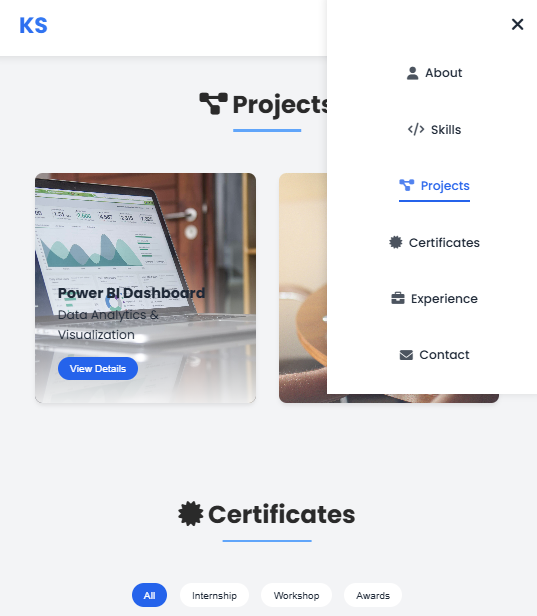 KS
About
Skills
Projects
Certificates
Experience
Contact
Projects
Power BI Dashboard
Data Analytics &
Visualization
View Details
Certificates
All
Internship
Workshop
Awards